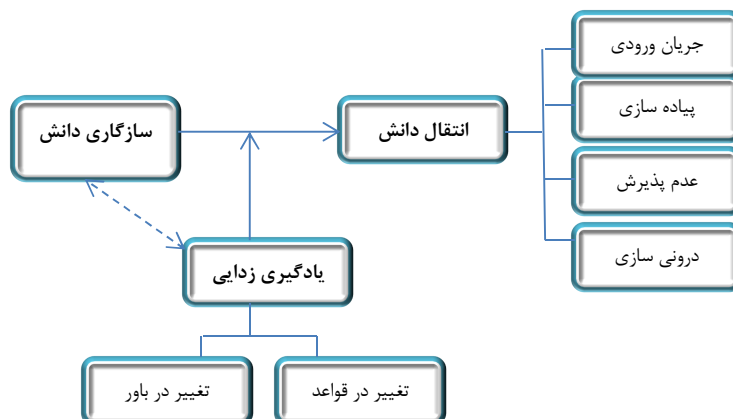 جریان ورودی
پیاده سازی
سازگاری دانش
انتقال دانش
عدم پذیرش
درونی سازی
یادگیری زدایی
تغییر در قواعد
تغییر در باور